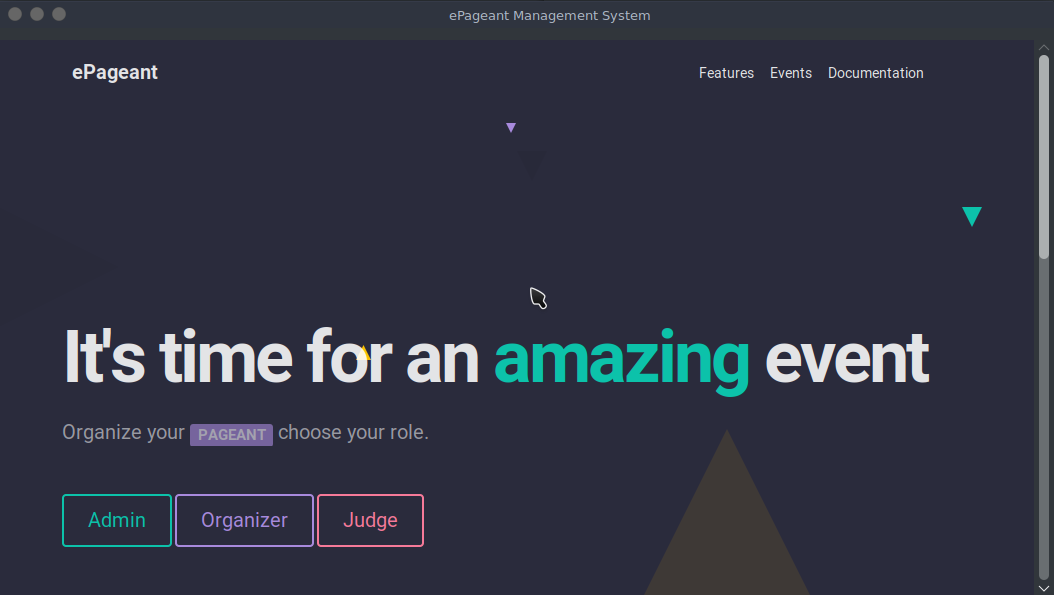 ePageant Management System
ePageant
Features Events Documentation
It's time for an amazing event
Organize your PAGEANT choose your role.
Admin Organizer Judge